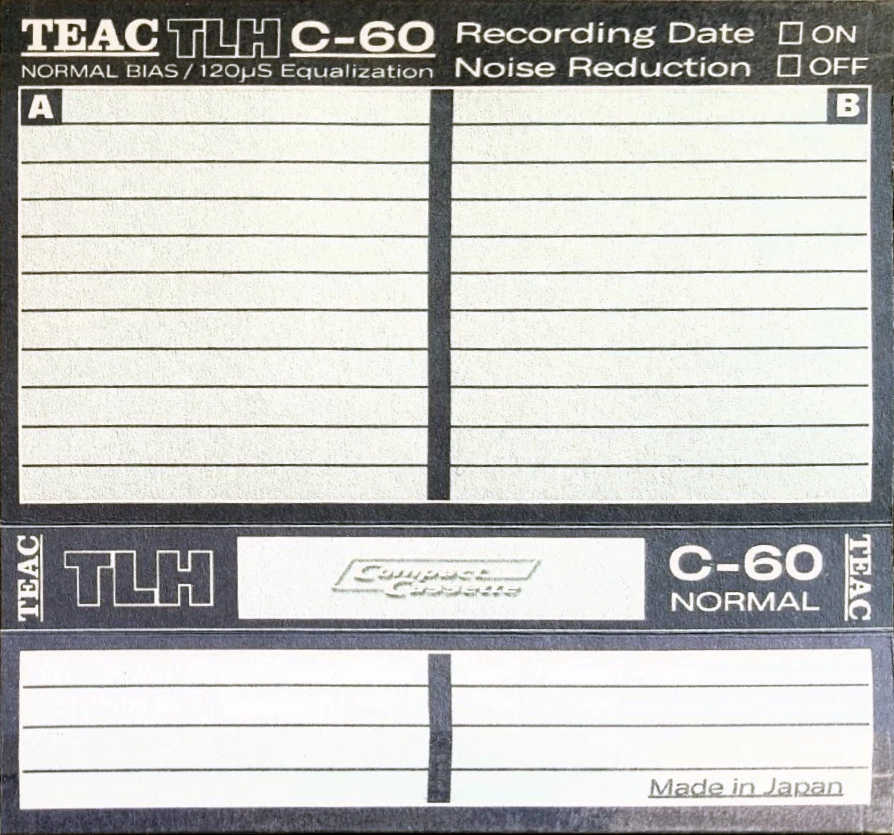 TEAC TLH C-60 Recording Date ☐ ON
NORMAL BIAS / 120µS Equalization Noise Reduction ☐ OFF
A B
TEAC TLH Compact Cassette C-60 NORMAL TEAC
Made in Japan